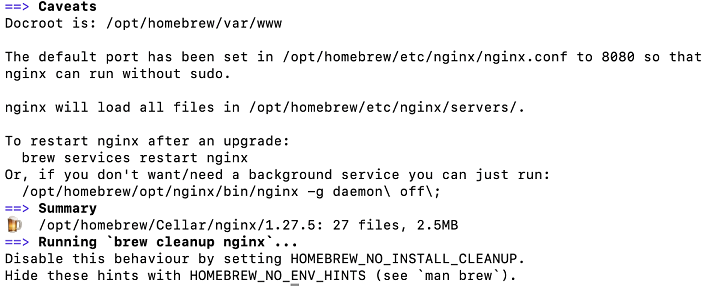 ==> Caveats
Docroot is: /opt/homebrew/var/www
The default port has been set in /opt/homebrew/etc/nginx/nginx.conf to 8080 so that
nginx can run without sudo.
nginx will load all files in /opt/homebrew/etc/nginx/servers/.
To restart nginx after an upgrade:
  brew services restart nginx
Or, if you don't want/need a background service you can just run:
  /opt/homebrew/opt/nginx/bin/nginx -g daemon\ off\;
==> Summary
🍺  /opt/homebrew/Cellar/nginx/1.27.5: 27 files, 2.5MB
==> Running `brew cleanup nginx`...
Disable this behaviour by setting HOMEBREW_NO_INSTALL_CLEANUP.
Hide these hints with HOMEBREW_NO_ENV_HINTS (see `man brew`).